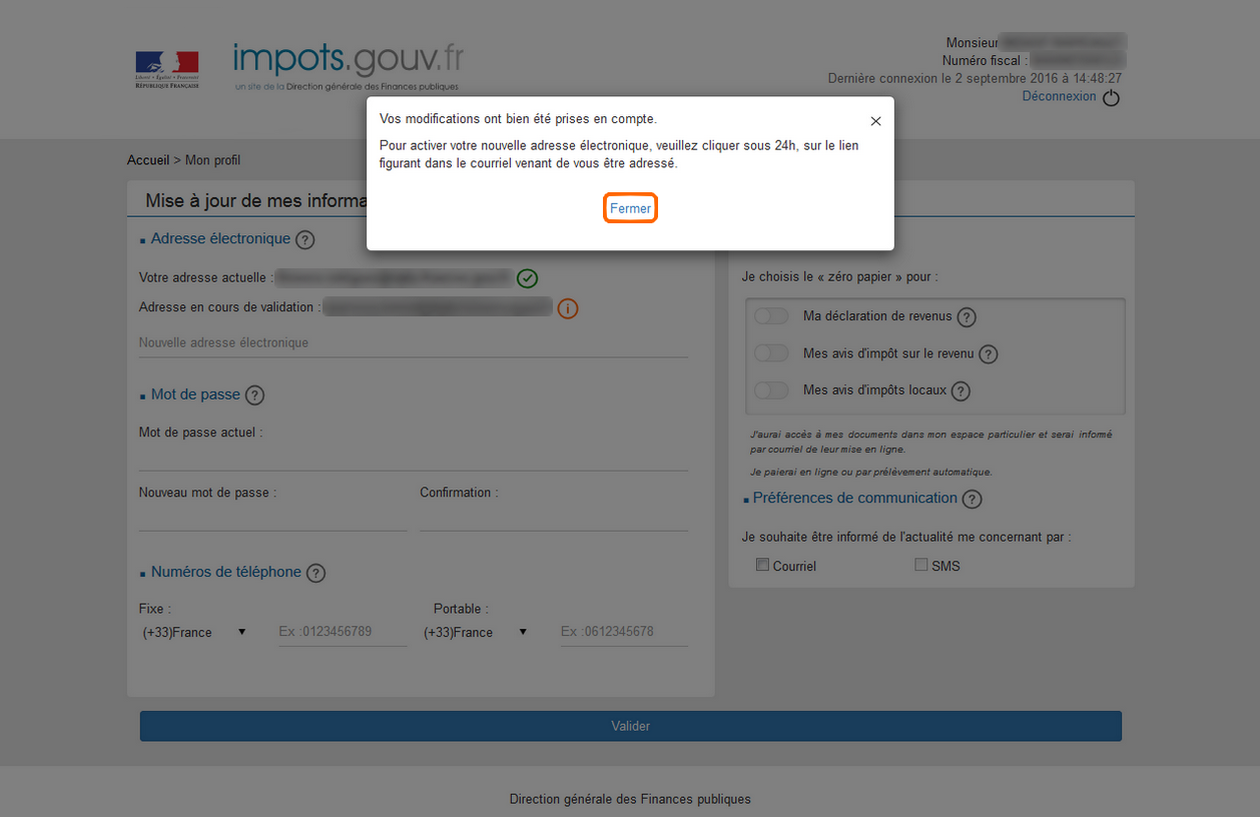 Liberté • Égalité • Fraternité
RÉPUBLIQUE FRANÇAISE
impots.gouv.fr
un site de la Direction générale des Finances publiques
Monsieur
Numéro fiscal :
Dernière connexion le 2 septembre 2016 à 14:48:27
Déconnexion
Vos modifications ont bien été prises en compte.
Pour activer votre nouvelle adresse électronique, veuillez cliquer sous 24h, sur le lien
figurant dans le courriel venant de vous être adressé.
Fermer
Accueil > Mon profil
Mise à jour de mes informa
Adresse électronique ?
Votre adresse actuelle :
Adresse en cours de validation :
Nouvelle adresse électronique
Mot de passe ?
Mot de passe actuel :
Nouveau mot de passe : Confirmation :
Numéros de téléphone ?
Fixe : Portable :
(+33)France Ex :0123456789 (+33)France Ex :0612345678
Je choisis le « zéro papier » pour :
Ma déclaration de revenus ?
Mes avis d'impôt sur le revenu ?
Mes avis d'impôts locaux ?
J'aurai accés à mes documents dans mon espace particulier et serai informé
par courriel de leur mise en ligne.
Je paierai en ligne ou par prélèvement automatique.
Préférences de communication ?
Je souhaite être informé de l'actualité me concernant par :
Courriel SMS
Valider
Direction générale des Finances publiques